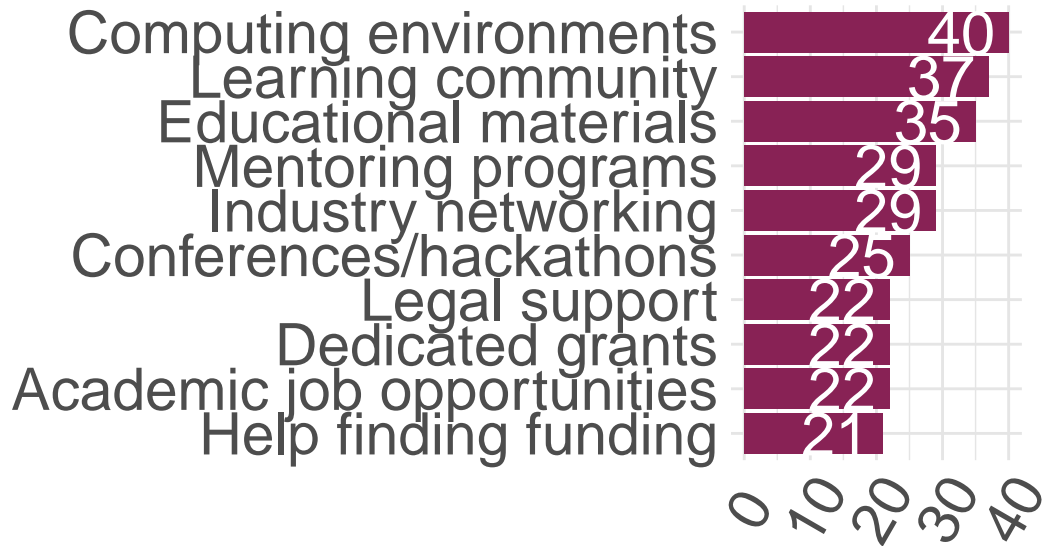 Computing environments 40
Learning community 37
Educational materials 35
Mentoring programs 29
Industry networking 29
Conferences/hackathons 25
Legal support 22
Dedicated grants 22
Academic job opportunities 22
Help finding funding 21
0 10 20 30 40